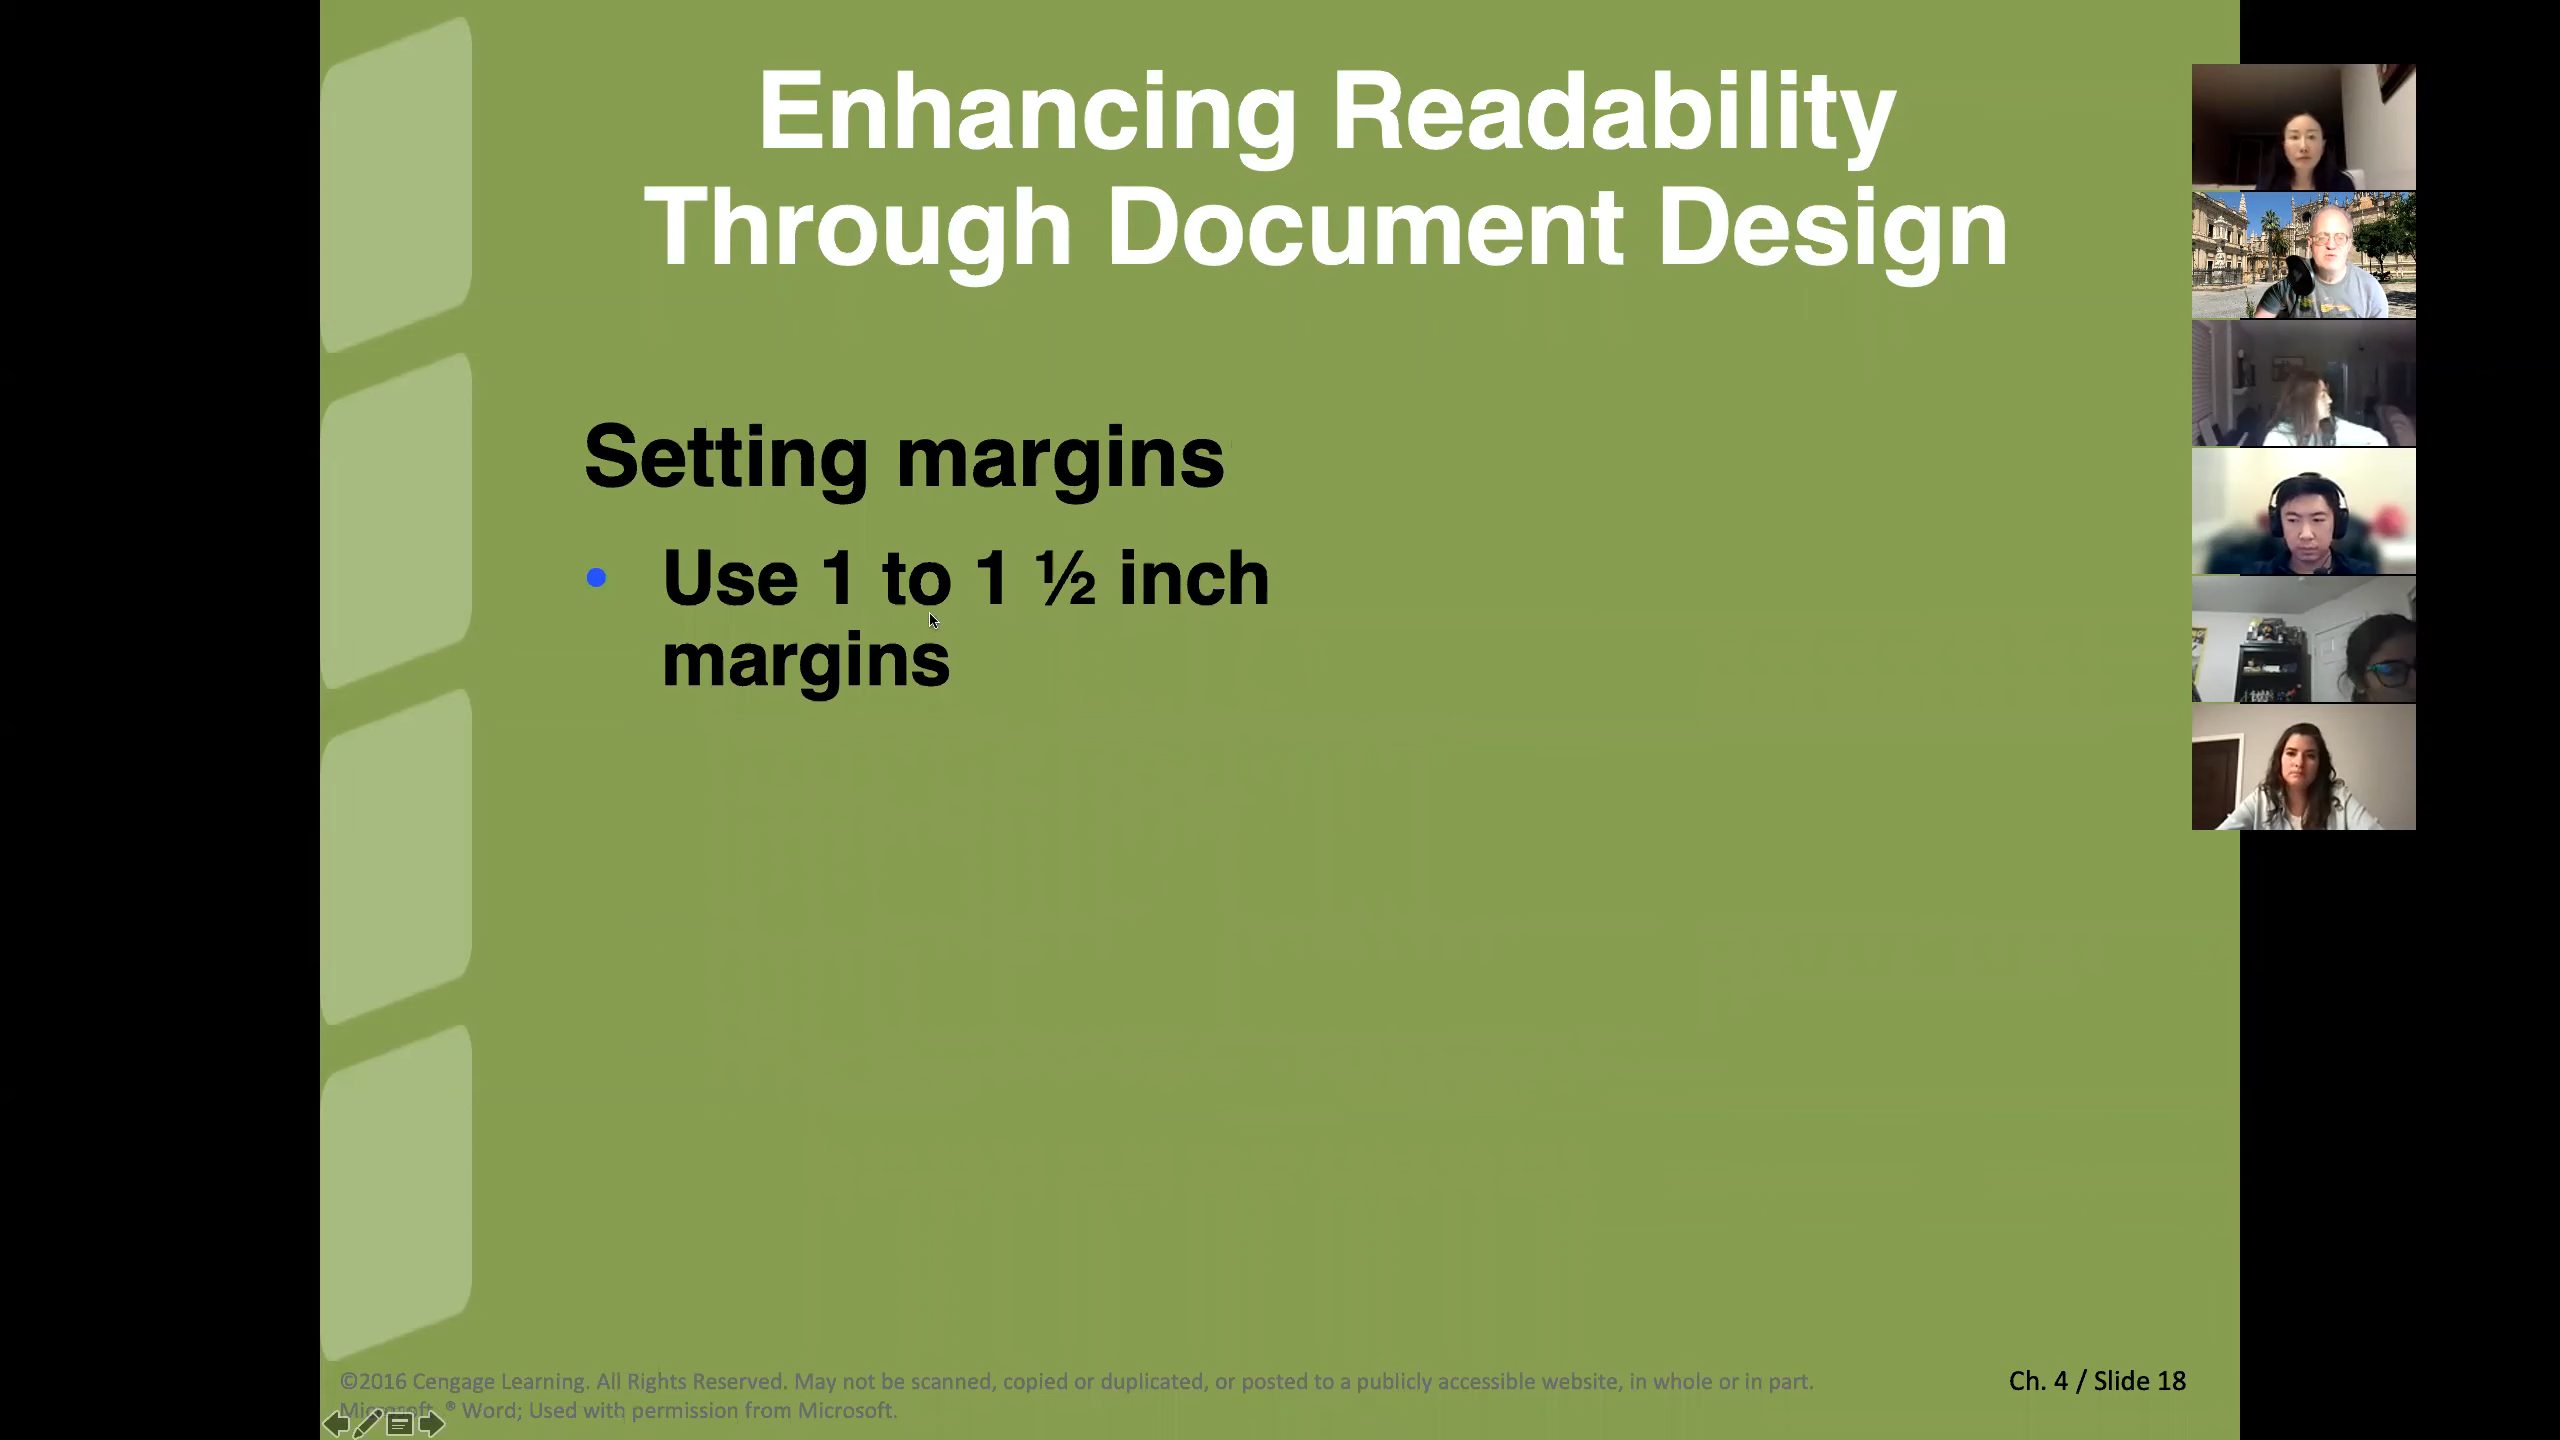 Enhancing Readability
Through Document Design
Setting margins
• Use 1 to 1 ½ inch
margins
©2016 Cengage Learning. All Rights Reserved. May not be scanned, copied or duplicated, or posted to a publicly accessible website, in whole or in part.
Microsoft ® Word; Used with permission from Microsoft.
Ch. 4 / Slide 18